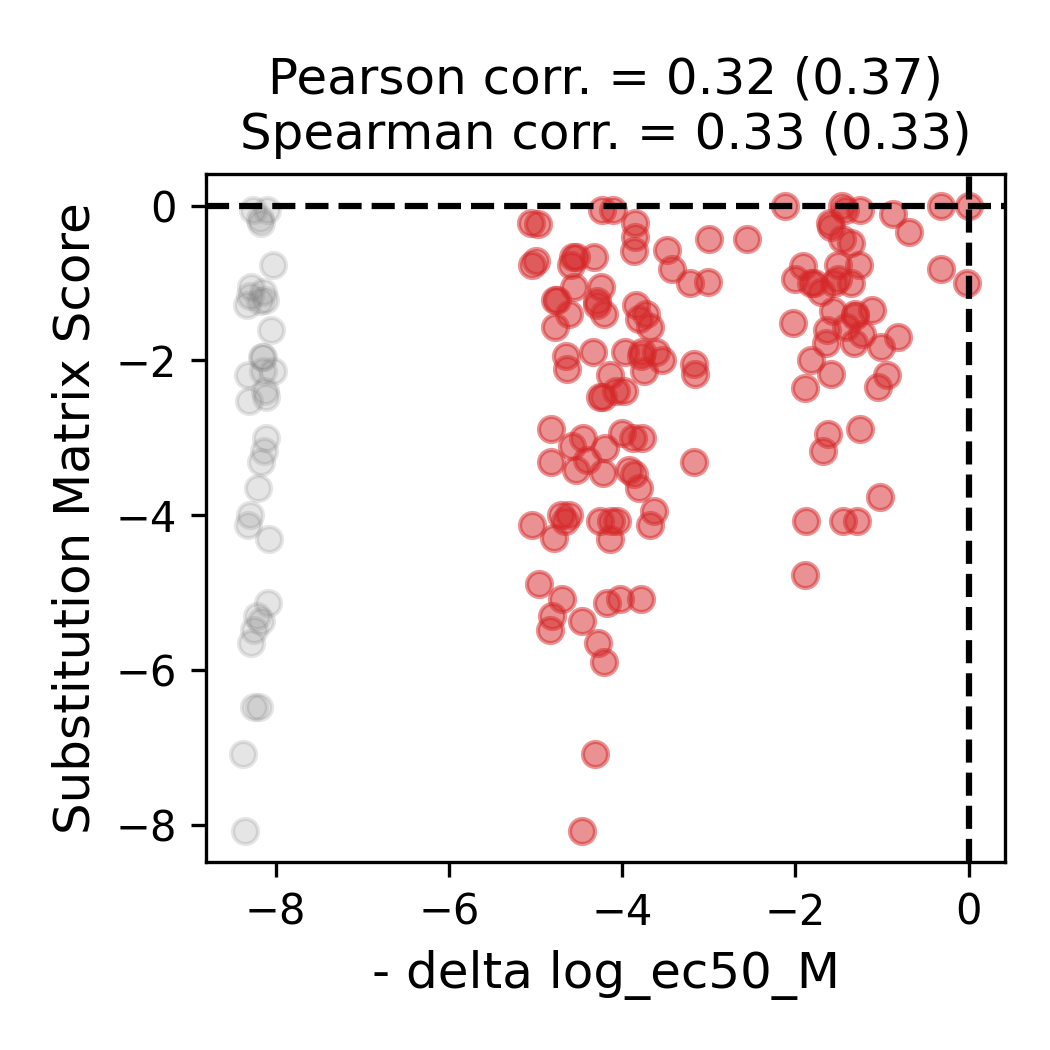 Pearson corr. = 0.32 (0.37)
Spearman corr. = 0.33 (0.33)
Substitution Matrix Score
0
−2
−4
−6
−8
−8
−6
−4
−2
0
- delta log_ec50_M